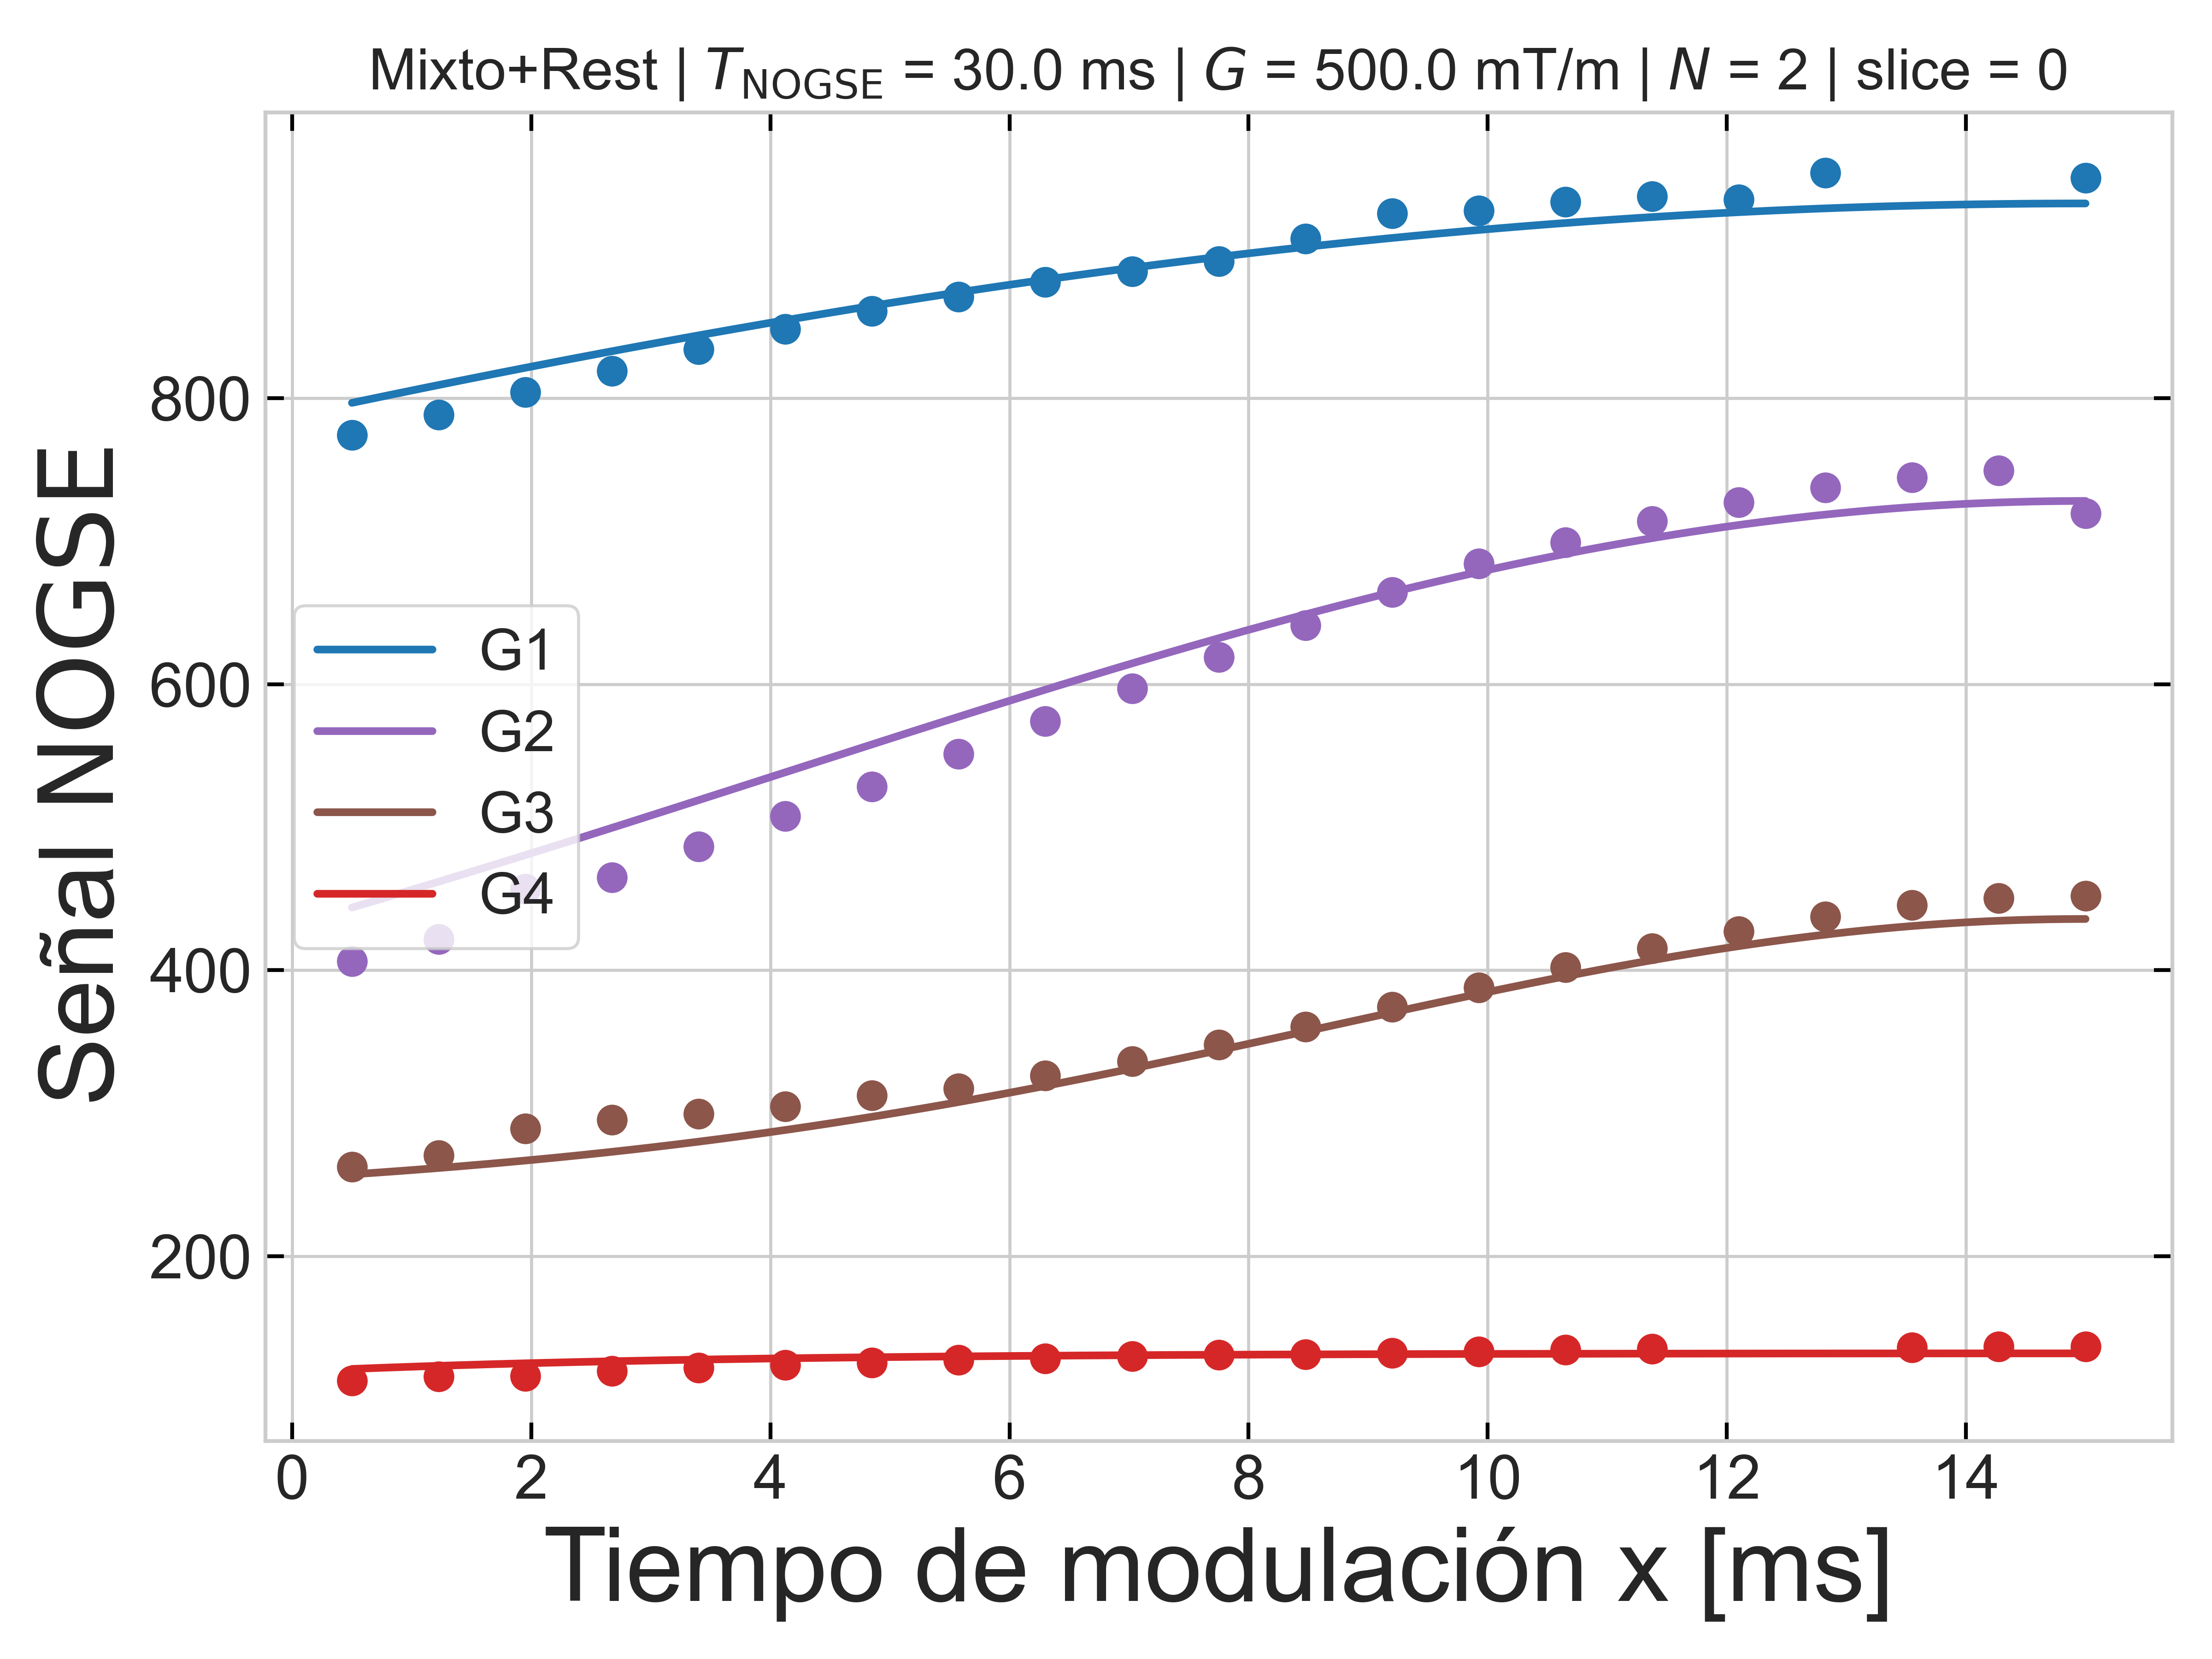 Mixto+Rest | T_NOGSE = 30.0 ms | G = 500.0 mT/m | N = 2 | slice = 0
Señal NOGSE
800
600
400
200
G1
G2
G3
G4
0 2 4 6 8 10 12 14
Tiempo de modulación x [ms]